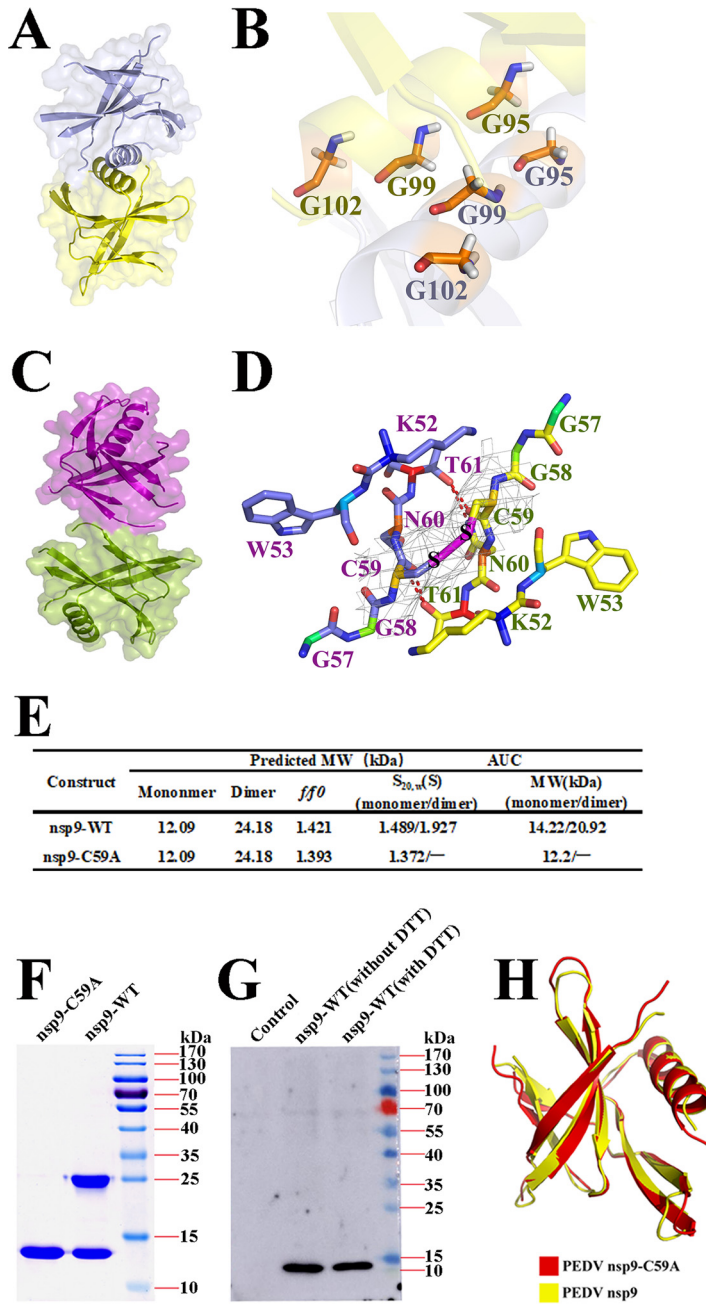 A
B
G95
G95
G99
G102
G99
G102
C
D
K52
G57
T61
G58
C59
N60
W53
S
S
N60
C59
W53
T61
K52
G58
G57
E
Predicted MW (kDa) AUC
Construct Mononmer Dimer f/f0 S20,w(S) (monomer/dimer) MW(kDa) (monomer/dimer)
nsp9-WT 12.09 24.18 1.421 1.489/1.927 14.22/20.92
nsp9-C59A 12.09 24.18 1.393 1.372/— 12.2/—
F
nsp9-C59A
nsp9-WT
kDa
170
130
100
70
55
40
35
25
15
10
G
Control
nsp9-WT(without DTT)
nsp9-WT(with DTT)
kDa
170
130
100
70
55
40
35
25
15
10
H
PEDV nsp9-C59A
PEDV nsp9